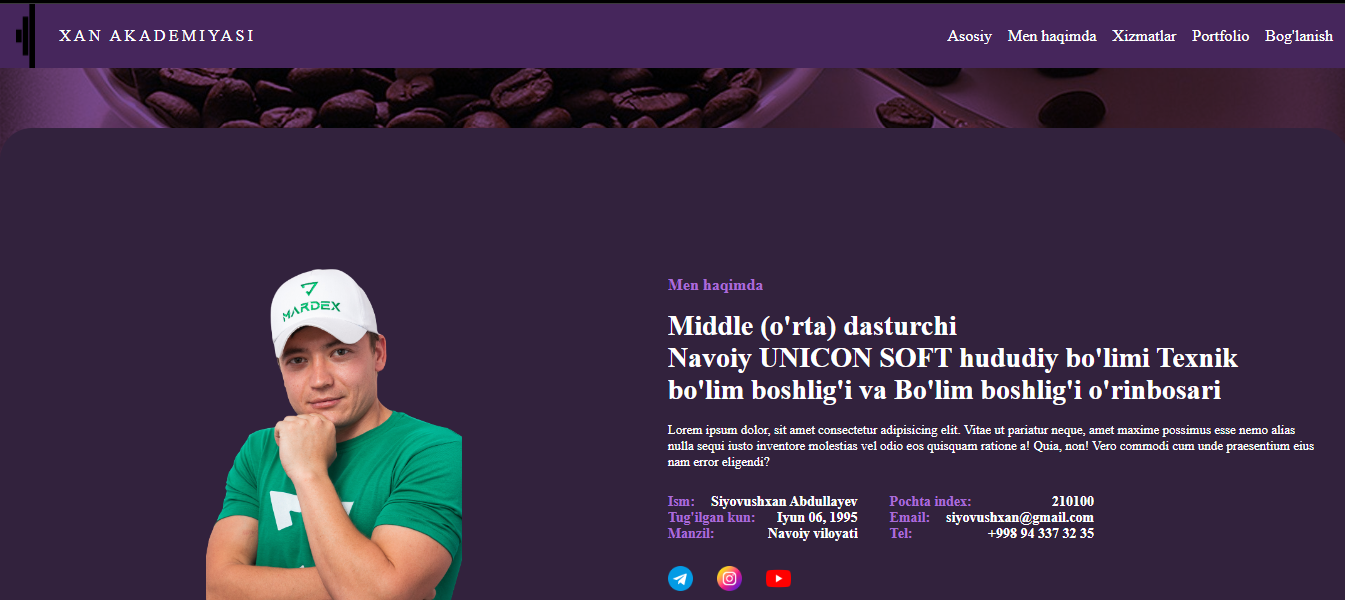 XAN AKADEMIYASI
Asosiy Men haqimda Xizmatlar Portfolio Bog'lanish
MARDEX
Men haqimda
Middle (o'rta) dasturchi
Navoiy UNICON SOFT hududiy bo'limi Texnik
bo'lim boshlig'i va Bo'lim boshlig'i o'rinbosari
Lorem ipsum dolor, sit amet consectetur adipisicing elit. Vitae ut pariatur neque, amet maxime possimus esse nemo alias
nulla sequi iusto inventore molestias vel odio eos quisquam ratione a! Quia, non! Vero commodi cum unde praesentium eius
nam error eligendi?
Ism: Siyovushxan Abdullayev
Tug'ilgan kun: Iyun 06, 1995
Manzil: Navoiy viloyati
Pochta index: 210100
Email: siyovushxan@gmail.com
Tel: +998 94 337 32 35